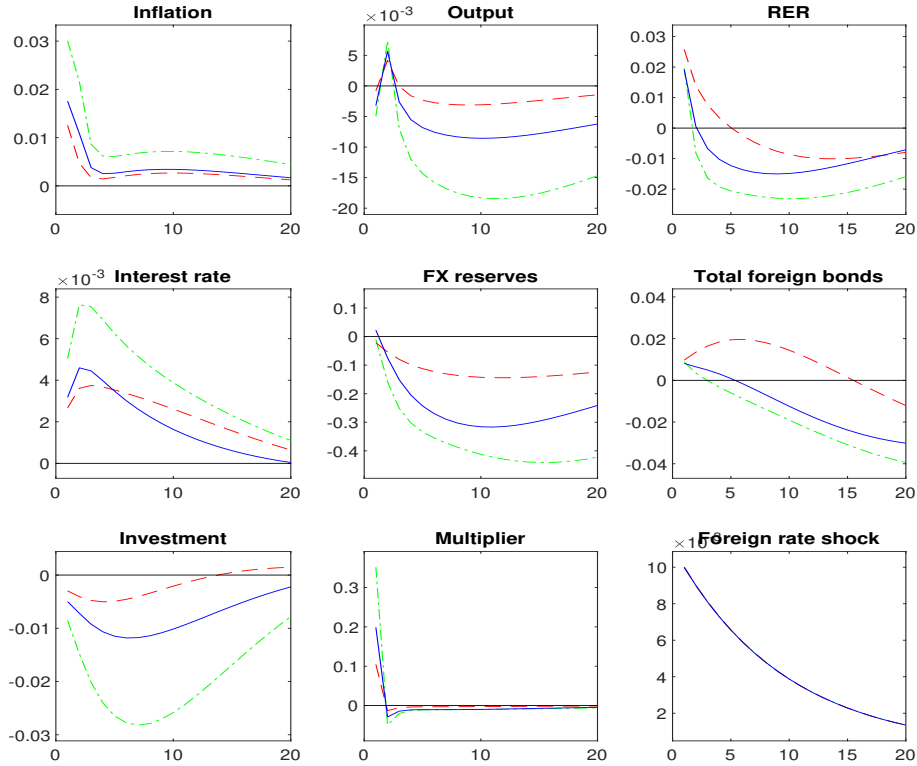 Inflation
0.03
0.02
0.01
0
0 10 20
×10-3
Output
5
0
-5
-10
-15
-20
0 10 20
RER
0.03
0.02
0.01
0
-0.01
-0.02
0 5 10 15 20
×10-3
Interest rate
8
6
4
2
0
0 10 20
FX reserves
0.1
0
-0.1
-0.2
-0.3
-0.4
0 10 20
Total foreign bonds
0.04
0.02
0
-0.02
-0.04
0 5 10 15 20
Investment
0
-0.01
-0.02
-0.03
0 10 20
Multiplier
0.3
0.2
0.1
0
0 10 20
Foreign rate shock
10
8
6
4
2
0 10 20